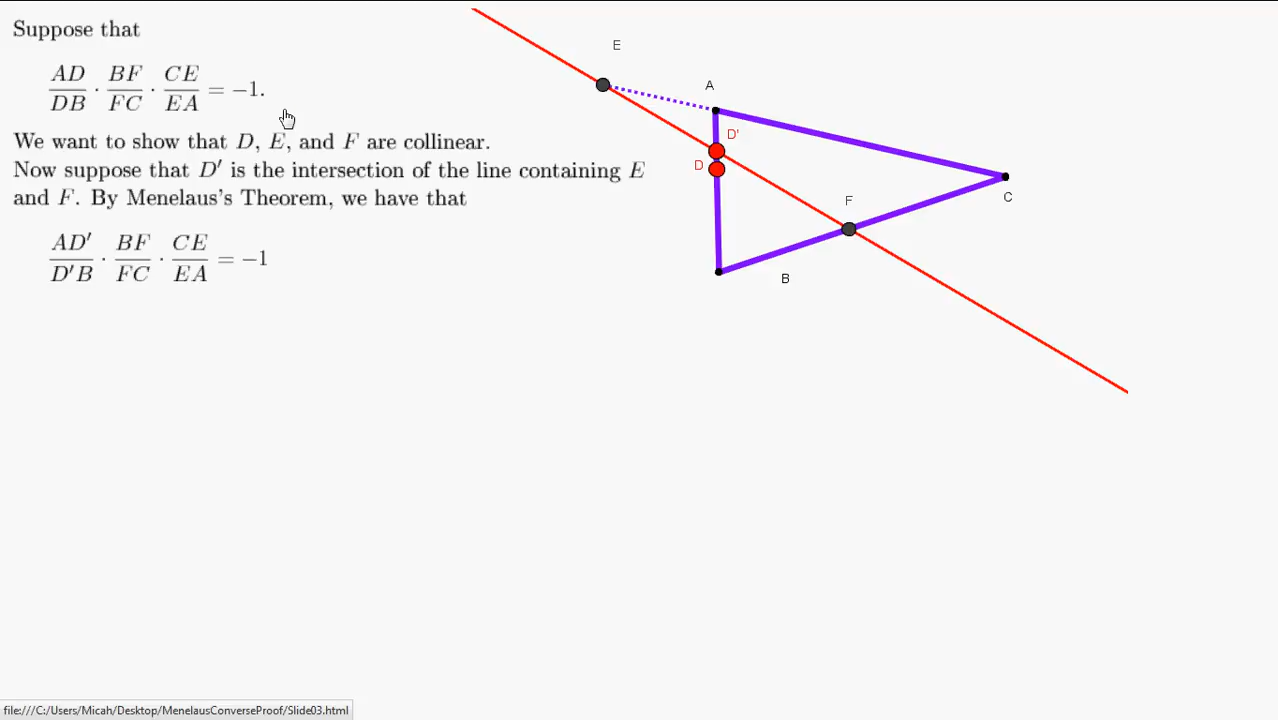 Suppose that
AD/DB · BF/FC · CE/EA = −1.
We want to show that D, E, and F are collinear.
Now suppose that D′ is the intersection of the line containing E
and F. By Menelaus's Theorem, we have that
AD′/D′B · BF/FC · CE/EA = −1
E
A
D'
D
F
C
B
file:///C:/Users/Micah/Desktop/MenelausConverseProof/Slide03.html